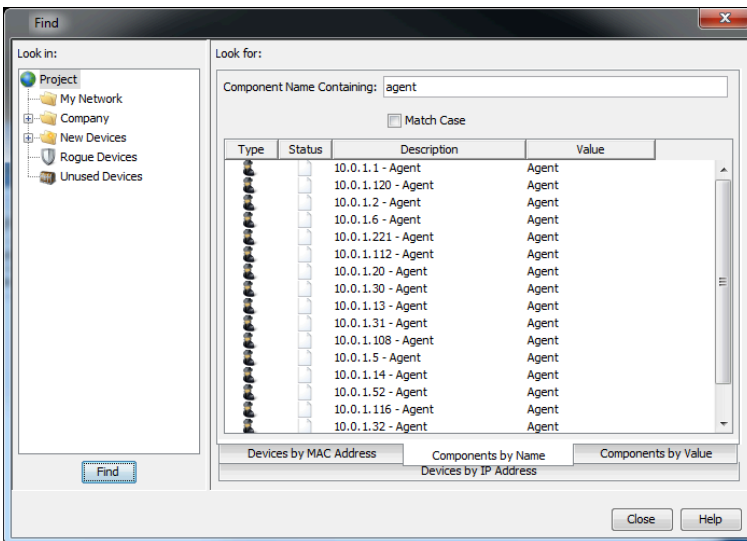 Find
Look in:
Project
My Network
Company
New Devices
Rogue Devices
Unused Devices
Find
Look for:
Component Name Containing: agent
Match Case
Type Status Description Value
10.0.1.1 - Agent Agent
10.0.1.120 - Agent Agent
10.0.1.2 - Agent Agent
10.0.1.6 - Agent Agent
10.0.1.221 - Agent Agent
10.0.1.112 - Agent Agent
10.0.1.20 - Agent Agent
10.0.1.30 - Agent Agent
10.0.1.13 - Agent Agent
10.0.1.31 - Agent Agent
10.0.1.108 - Agent Agent
10.0.1.5 - Agent Agent
10.0.1.14 - Agent Agent
10.0.1.52 - Agent Agent
10.0.1.116 - Agent Agent
10.0.1.32 - Agent Agent
Devices by MAC Address Components by Name Components by Value
Devices by IP Address
Close Help